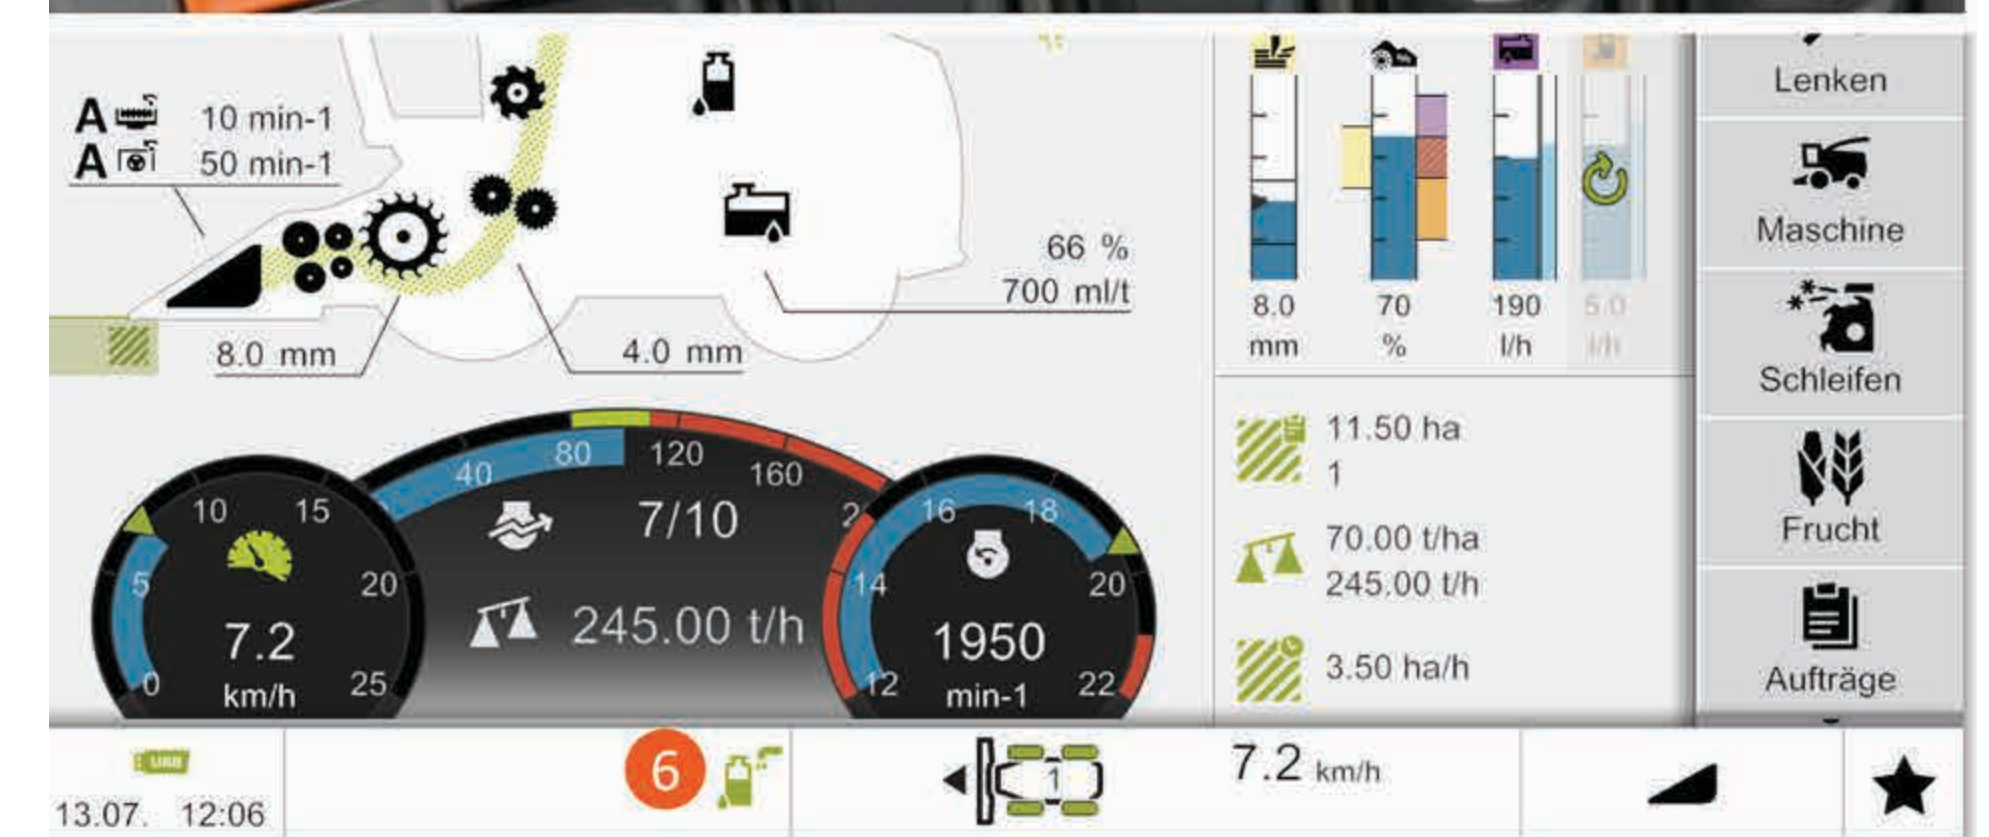 A 10 min-1
A 50 min-1
66 %
700 ml/t
8.0 mm
4.0 mm
8.0
mm
70
%
190
l/h
5.0
l/h
Lenken
Maschine
Schleifen
Frucht
Aufträge
11.50 ha
1
70.00 t/ha
245.00 t/h
3.50 ha/h
0 5 10 15 20 25
7.2
km/h
40 80 120 160
7/10
245.00 t/h
12 14 16 18 20 22
1950
min-1
USB
13.07. 12:06
6
1
7.2 km/h